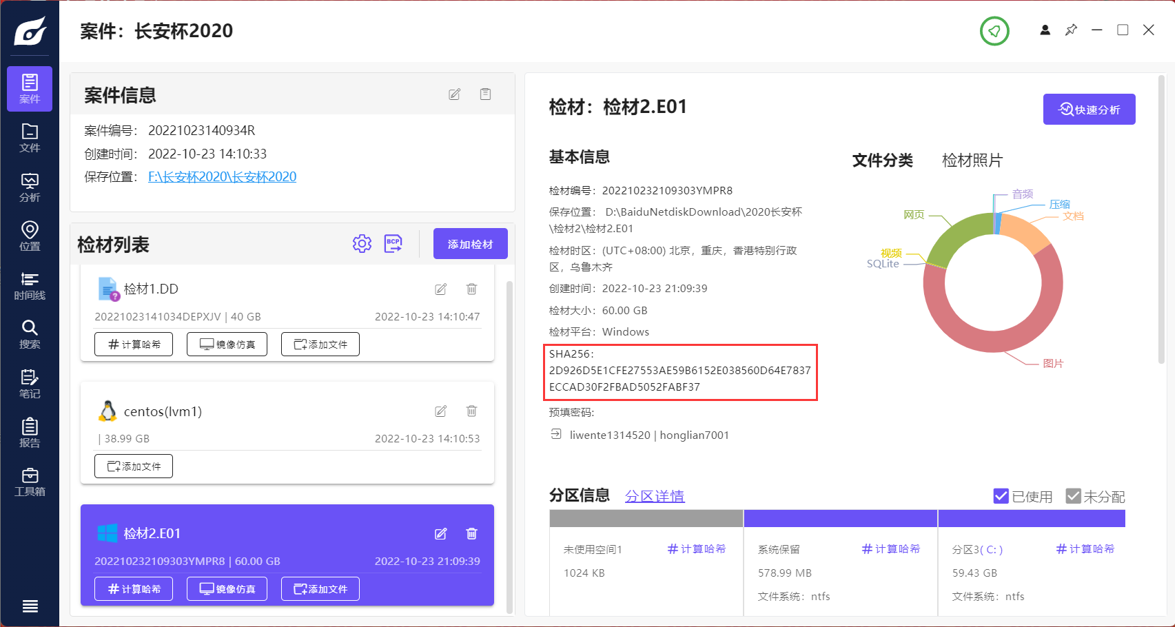 案件：长安杯2020
案件
文件
分析
位置
时间线
搜索
笔记
报告
工具箱
案件信息
案件编号： 20221023140934R
创建时间： 2022-10-23 14:10:33
保存位置： F:\长安杯2020\长安杯2020
检材列表
BCP
添加检材
检材1.DD
20221023141034DEPXJV | 40 GB
2022-10-23 14:10:47
计算哈希
镜像仿真
添加文件
centos(lvm1)
| 38.99 GB
2022-10-23 14:10:53
添加文件
检材2.E01
202210232109303YMPR8 | 60.00 GB
2022-10-23 21:09:39
计算哈希
镜像仿真
添加文件
检材：检材2.E01
快速分析
基本信息
检材编号：202210232109303YMPR8
保存位置： D:\BaiduNetdiskDownload\2020长安杯
\检材2\检材2.E01
检材时区：(UTC+08:00) 北京，重庆，香港特别行政
区，乌鲁木齐
创建时间：2022-10-23 21:09:39
检材大小：60.00 GB
检材平台：Windows
SHA256：
2D926D5E1CFE27553AE59B6152E038560D64E7837
ECCAD30F2FBAD5052FABF37
预填密码:
liwente1314520 | honglian7001
文件分类
检材照片
音频
压缩
文档
网页
视频
SQLite
图片
分区信息
分区详情
已使用
未分配
未使用空间1
计算哈希
1024 KB
系统保留
计算哈希
578.99 MB
文件系统：ntfs
分区3( C: )
计算哈希
59.43 GB
文件系统：ntfs